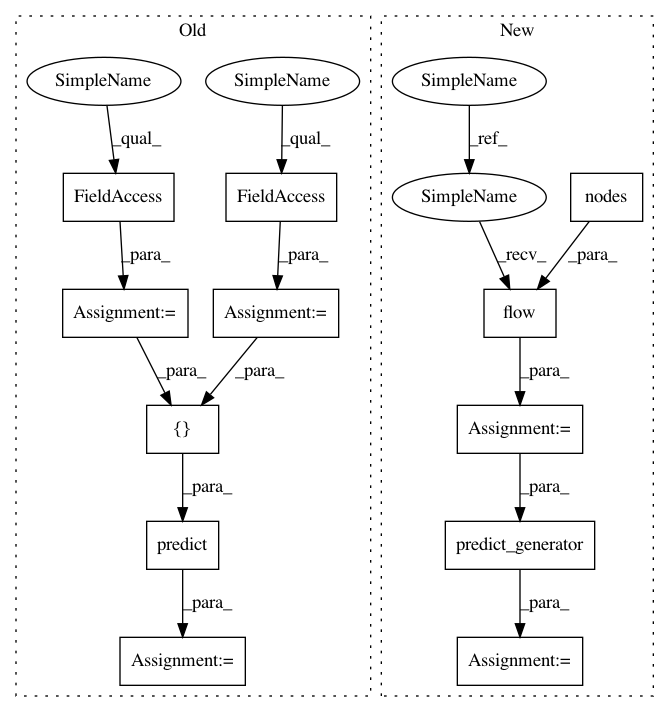 Old
New
SimpleName
SimpleName
SimpleName
_qual_
_qual_
_ref_
FieldAccess
FieldAccess
SimpleName
nodes
_para_
_para_
_recv_
_para_
Assignment:=
Assignment:=
flow
_para_
_para_
_para_
{}
Assignment:=
_para_
_para_
predict
predict_generator
_para_
_para_
Assignment:=
Assignment:=